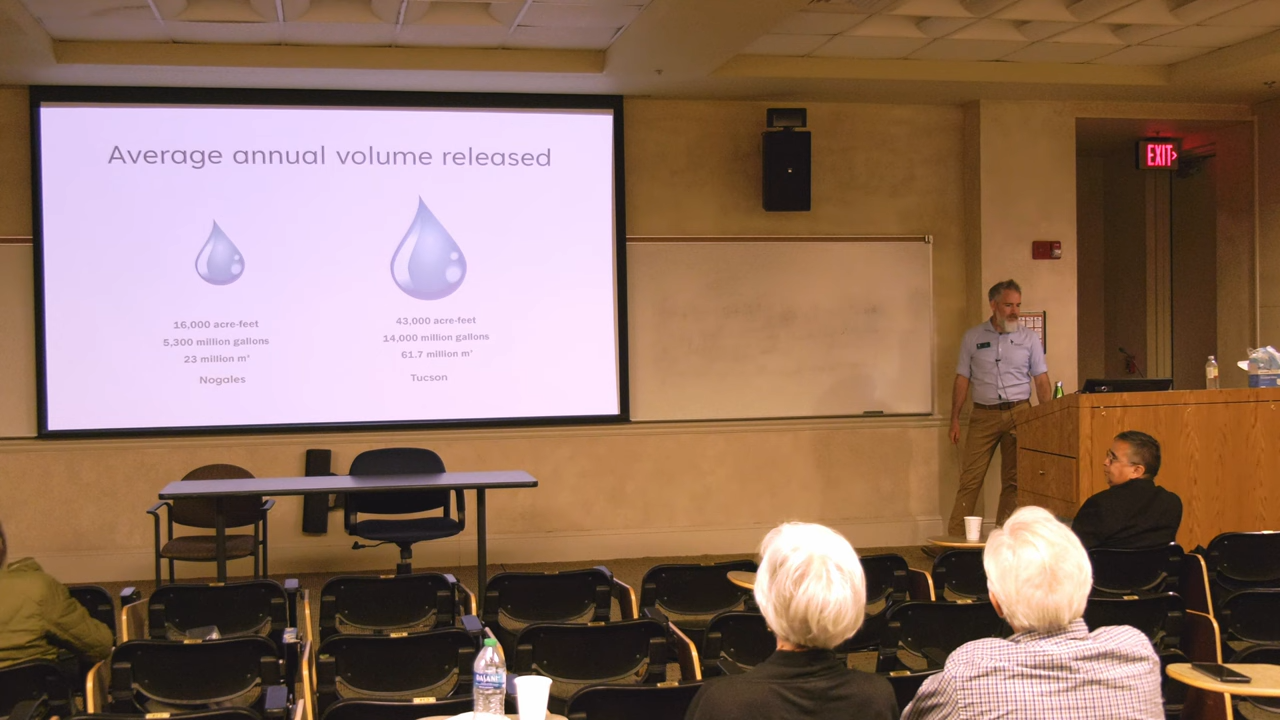 Average annual volume released
16,000 acre-feet
5,300 million gallons
23 million m³
Nogales
43,000 acre-feet
14,000 million gallons
61.7 million m³
Tucson
EXIT
DASANI